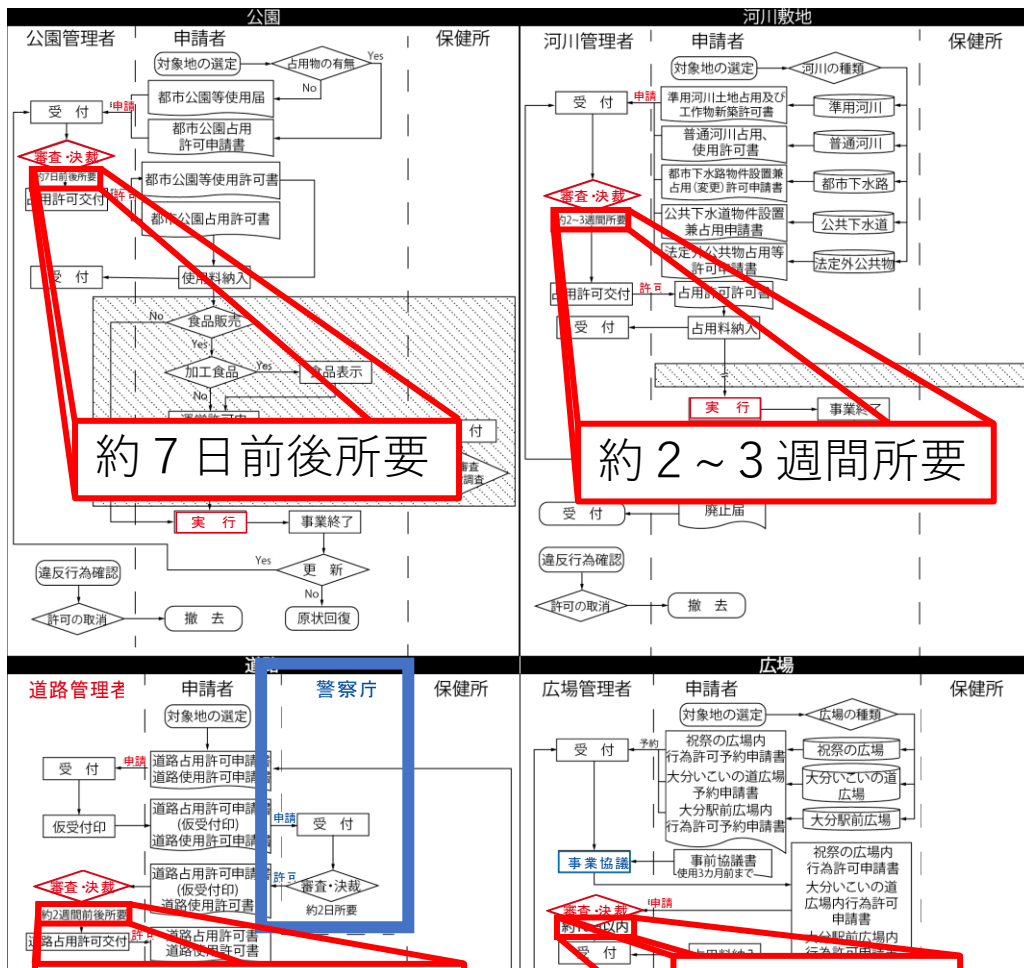 公園
公園管理者
申請者
保健所
対象地の選定
占用物の有無
Yes
No
都市公園等使用届
申請
受 付
都市公園占用
許可申請書
審査・決裁
約7日前後所要
都市公園等使用許可書
占用許可交付
都市公園占用許可書
受 付
使用料納入
No
食品販売
Yes
加工食品
Yes
食品表示
No
付
約７日前後所要
実 行
事業終了
Yes
更 新
No
原状回復
違反行為確認
許可の取消
撤 去
河川敷地
河川管理者
申請者
保健所
対象地の選定
河川の種類
受 付
申請
準用河川土地占用及び
工作物新築許可書
準用河川
普通河川占用、
使用許可書
普通河川
都市下水路物件設置兼
占用(変更)許可申請書
都市下水路
審査・決裁
約2~3週間所要
公共下水道物件設置
兼占用申請書
公共下水道
法定外公共物占用等
許可申請書
法定外公共物
占用許可交付
許可
占用許可許可書
受 付
占用料納入
実 行
事業終了
約２~３週間所要
受 付
廃止届
違反行為確認
許可の取消
撤 去
道路
道路管理者
申請者
警察庁
保健所
対象地の選定
受 付
申請
道路占用許可申請書
道路使用許可申請書
仮受付印
道路占用許可申請書
(仮受付印)
道路使用許可申請書
申請
受 付
審査・決裁
道路占用許可申請書
(仮受付印)
道路使用許可書
許可
審査・決裁
約2日所要
約2週間前後所要
道路占用許可交付
許可
道路占用許可書
道路使用許可書
広場
広場管理者
申請者
保健所
対象地の選定
広場の種類
受 付
予約
祝祭の広場内
行為許可予約申請書
祝祭の広場
大分いこいの道広場
予約申請書
大分いこいの道
広場
大分駅前広場内
行為許可予約申請書
大分駅前広場
事業協議
事前協議書
使用3カ月前まで
祝祭の広場内
行為許可申請書
大分いこいの道
広場内行為許可
申請書
大分駅前広場内
審査・決裁
申請
受 付